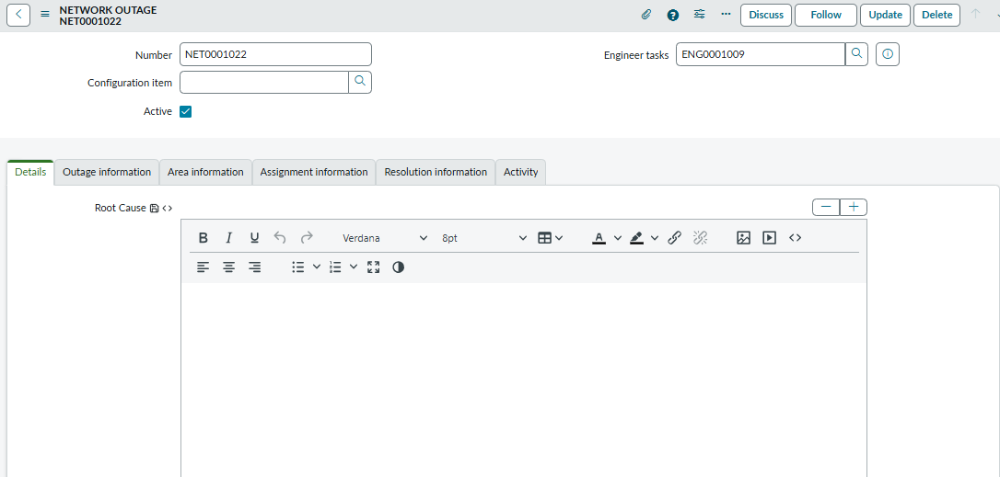 NETWORK OUTAGE
NET0001022
Discuss
Follow
Update
Delete
Number NET0001022
Engineer tasks ENG0001009
Configuration item
Active
Details
Outage information
Area information
Assignment information
Resolution information
Activity
Root Cause
B I U Verdana 8pt A